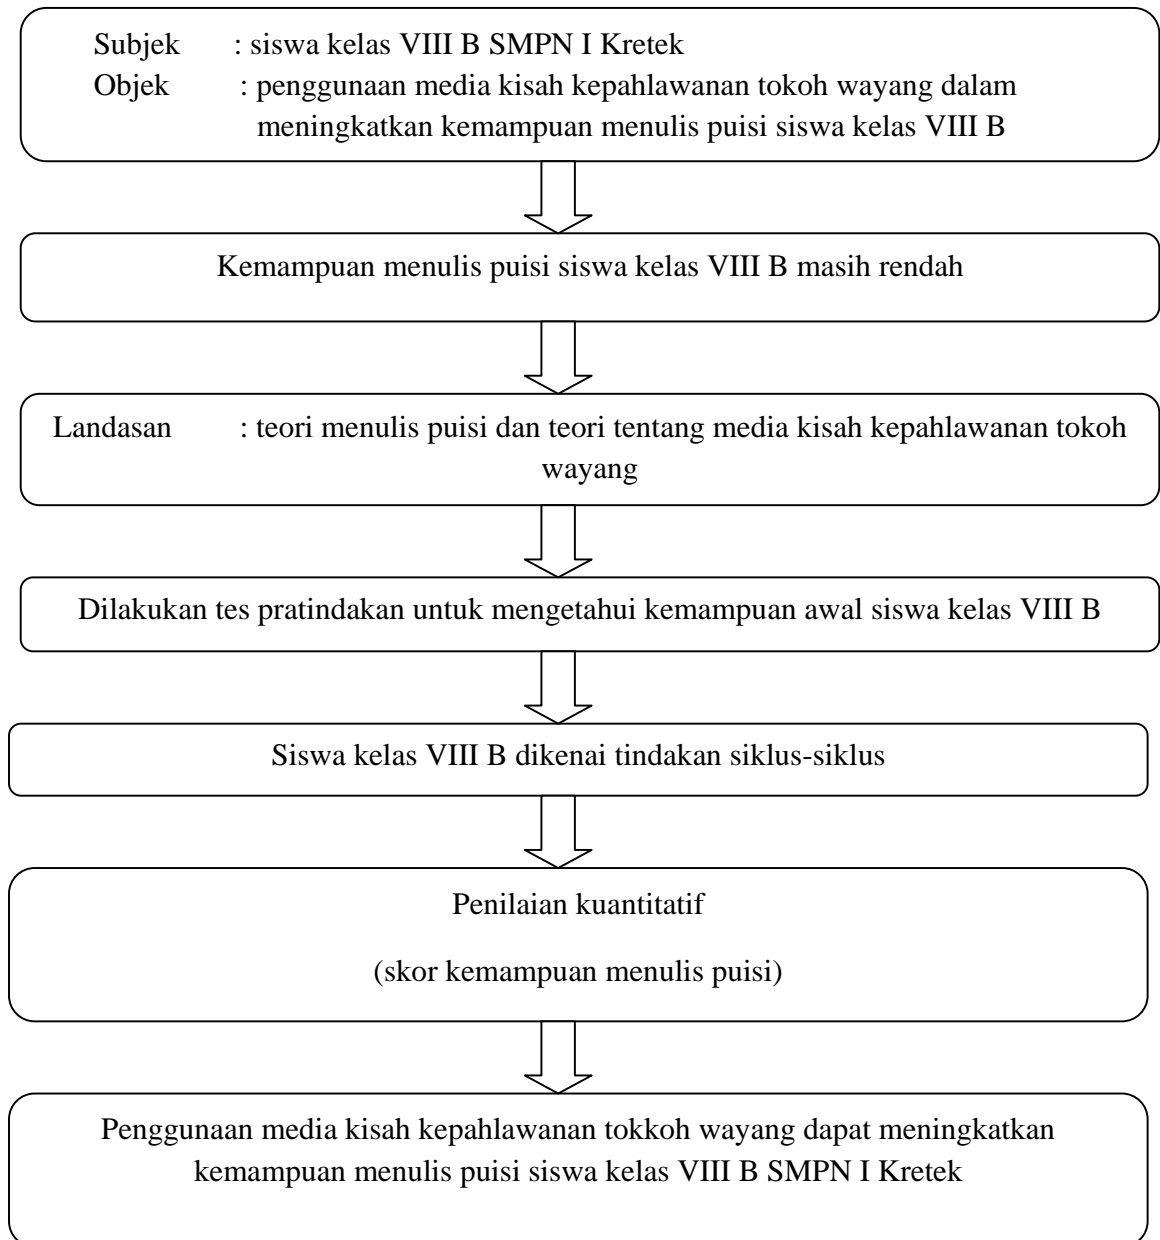 Subjek : siswa kelas VIII B SMPN I Kretek
Objek : penggunaan media kisah kepahlawanan tokoh wayang dalam
meningkatkan kemampuan menulis puisi siswa kelas VIII B
Kemampuan menulis puisi siswa kelas VIII B masih rendah
Landasan : teori menulis puisi dan teori tentang media kisah kepahlawanan tokoh
wayang
Dilakukan tes pratindakan untuk mengetahui kemampuan awal siswa kelas VIII B
Siswa kelas VIII B dikenai tindakan siklus-siklus
Penilaian kuantitatif
(skor kemampuan menulis puisi)
Penggunaan media kisah kepahlawanan tokkoh wayang dapat meningkatkan
kemampuan menulis puisi siswa kelas VIII B SMPN I Kretek